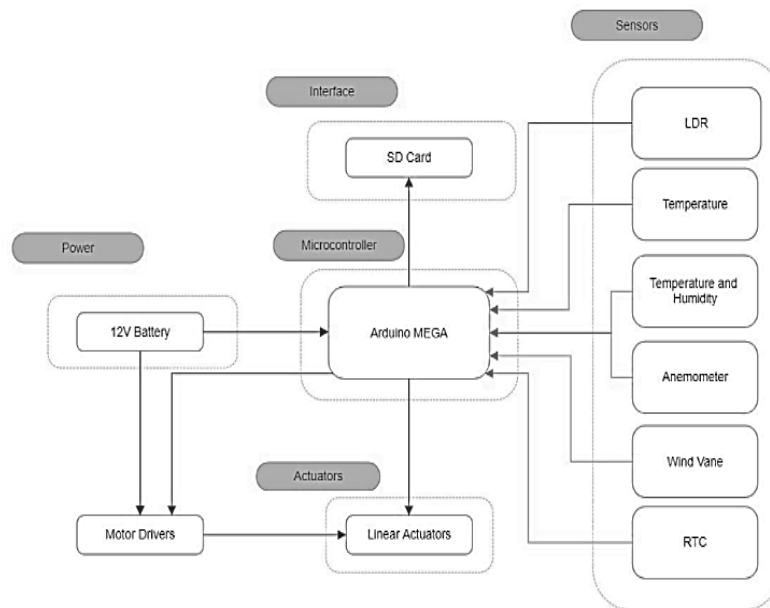 Sensors
Interface
LDR
SD Card
Temperature
Power
Microcontroller
Temperature and
Humidity
12V Battery
Arduino MEGA
Anemometer
Wind Vane
Actuators
Motor Drivers
Linear Actuators
RTC